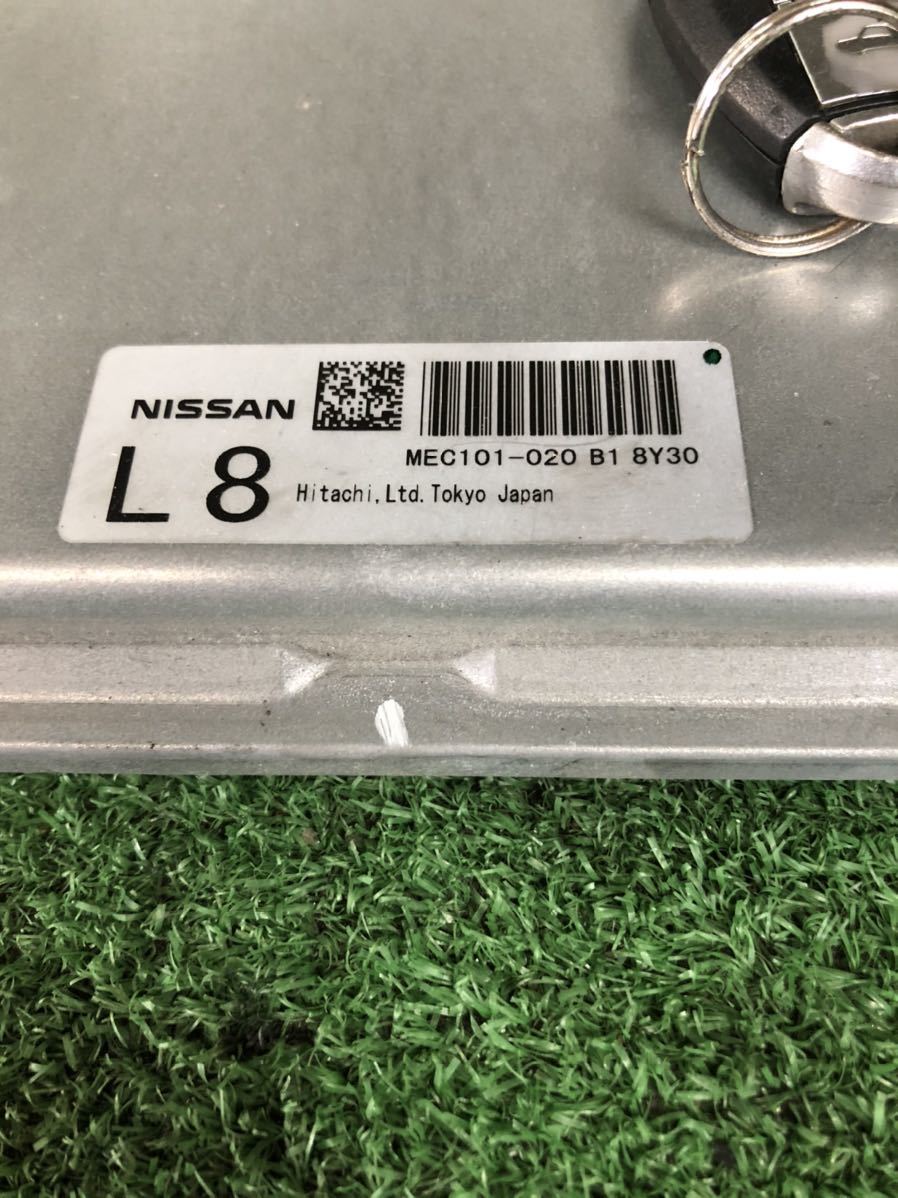 NISSAN
MEC101-020 B1 8Y30
L 8 Hitachi,Ltd.Tokyo Japan